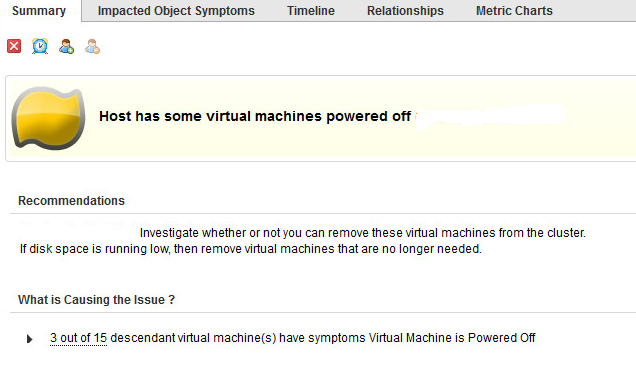 Summary Impacted Object Symptoms Timeline Relationships Metric Charts
Host has some virtual machines powered off
Recommendations
Investigate whether or not you can remove these virtual machines from the cluster.
If disk space is running low, then remove virtual machines that are no longer needed.
What is Causing the Issue ?
3 out of 15 descendant virtual machine(s) have symptoms Virtual Machine is Powered Off